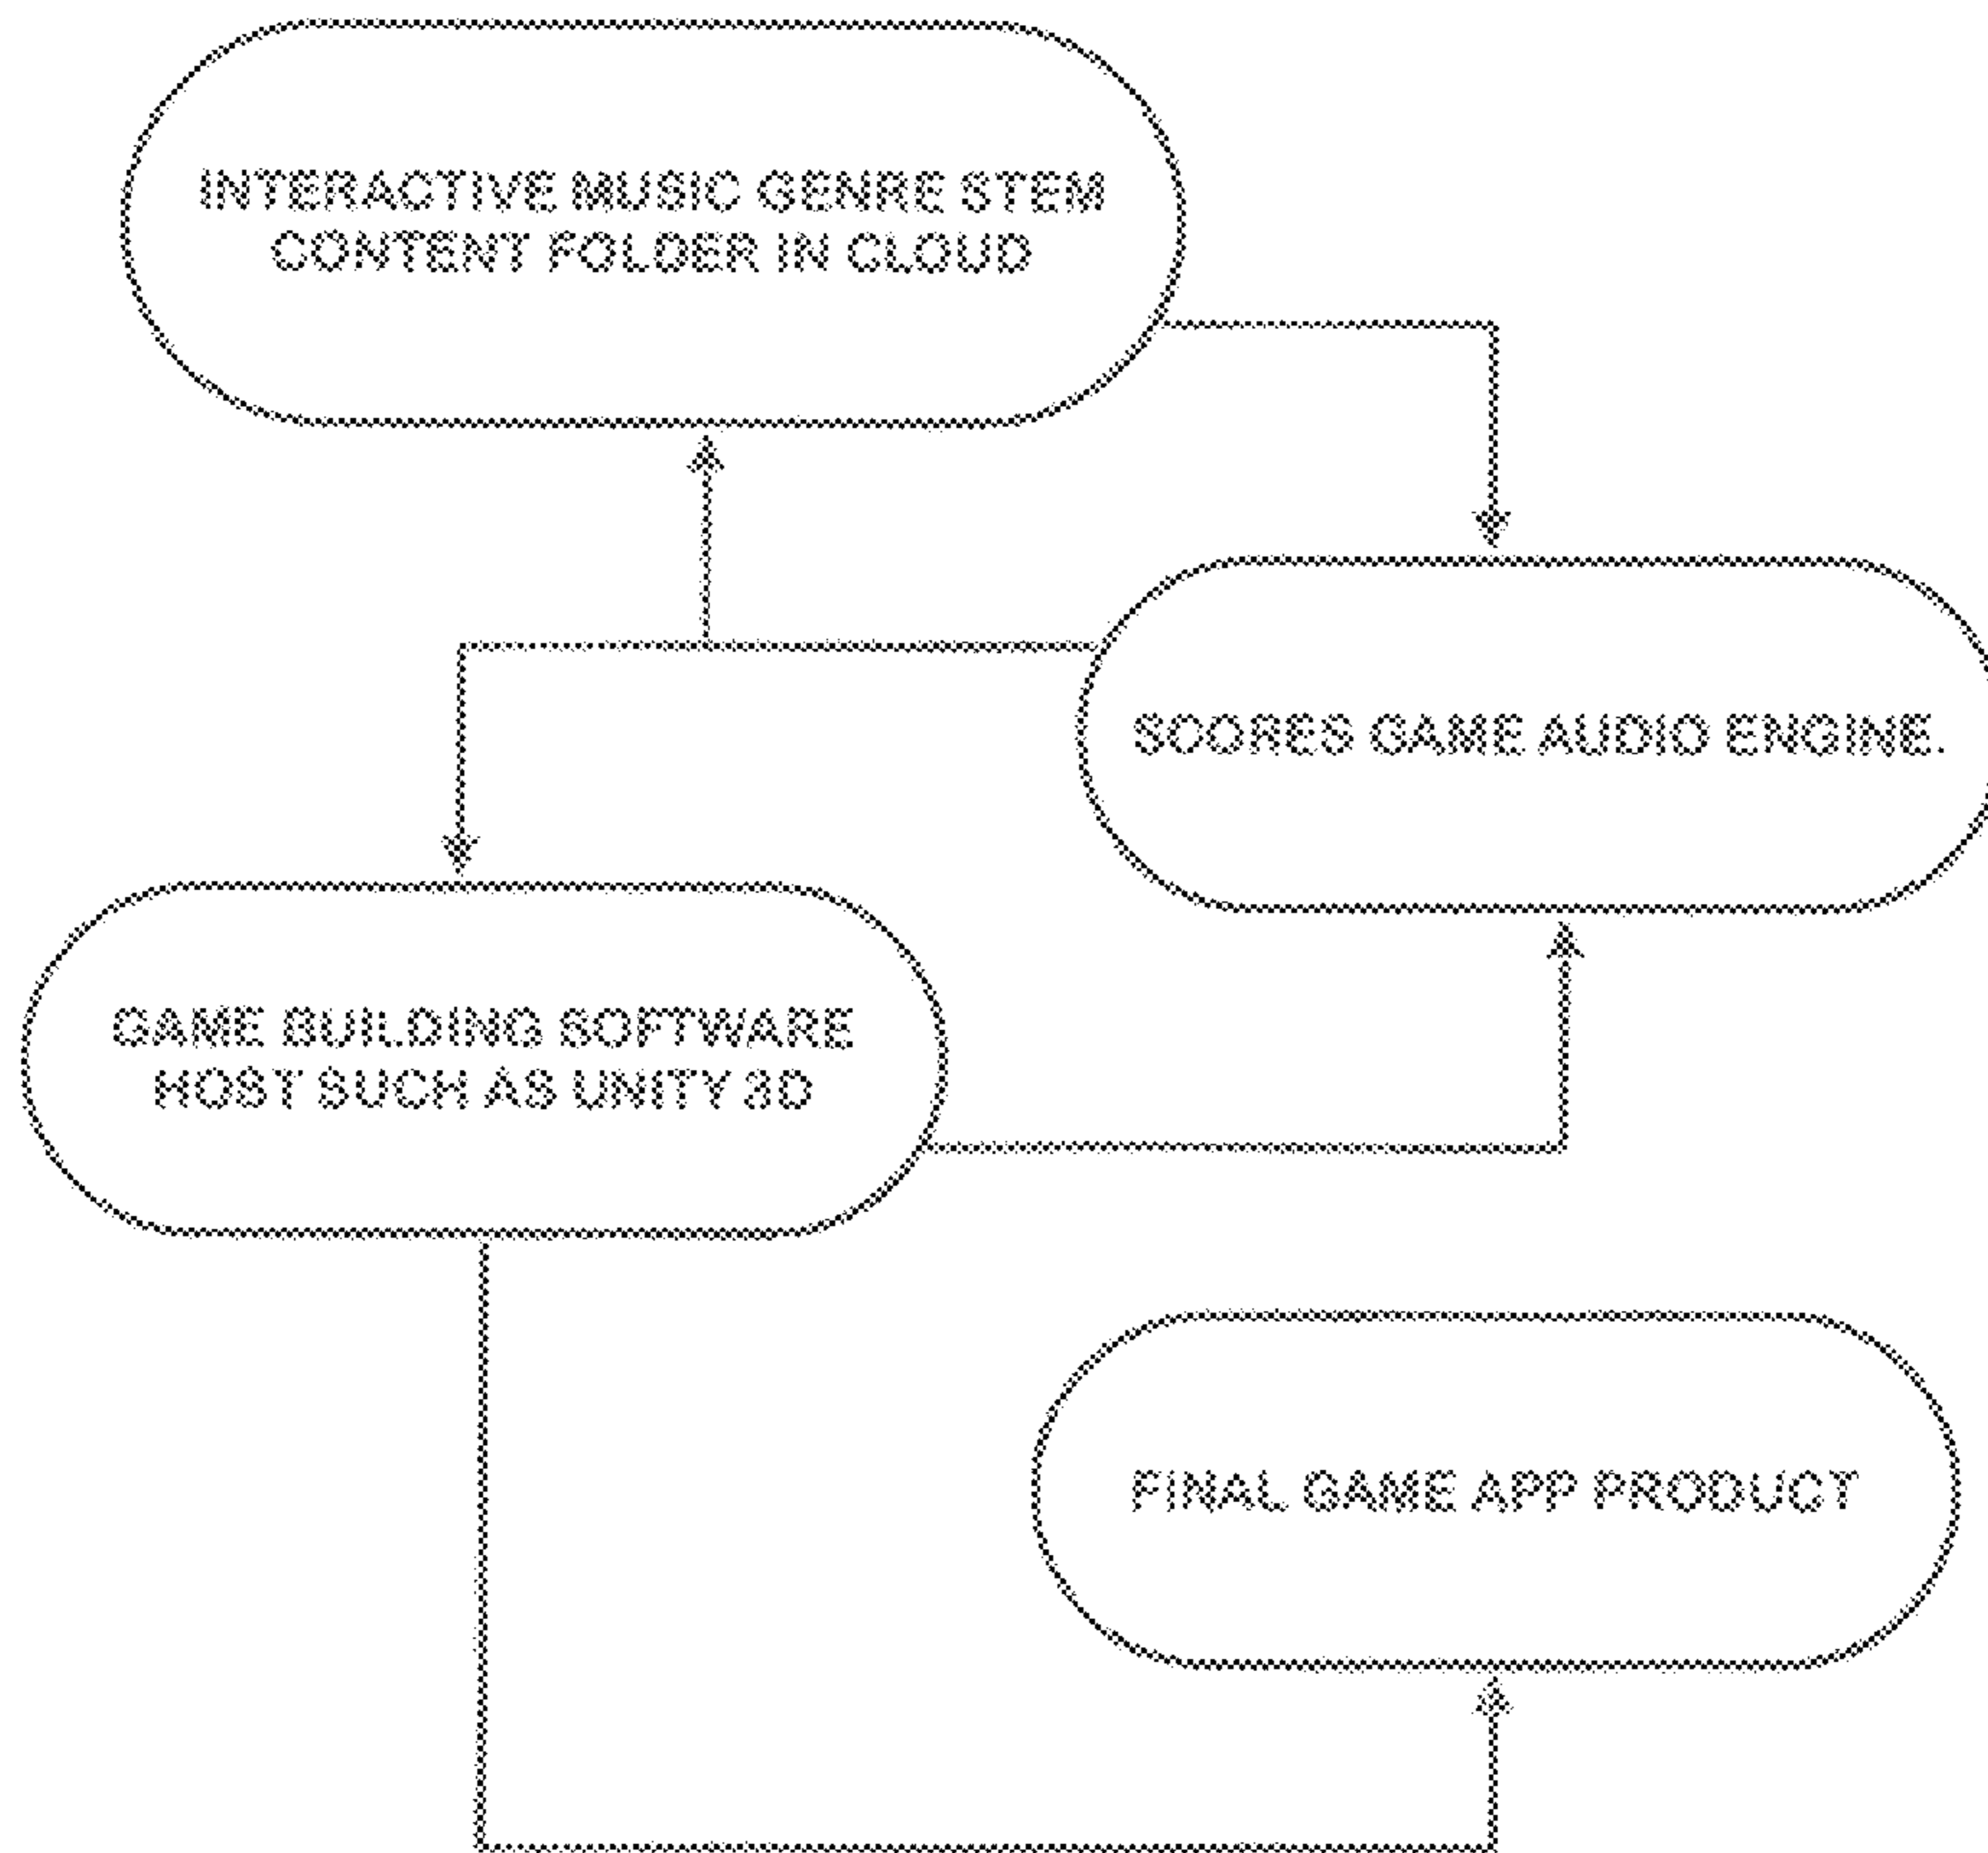 INTERACTIVE MUSIC GENRE STEM
CONTENT FOLDER IN CLOUD
SCORES GAME AUDIO ENGINE.
GAME BUILDING SOFTWARE
HOST SUCH AS UNITY 3D
FINAL GAME APP PRODUCT